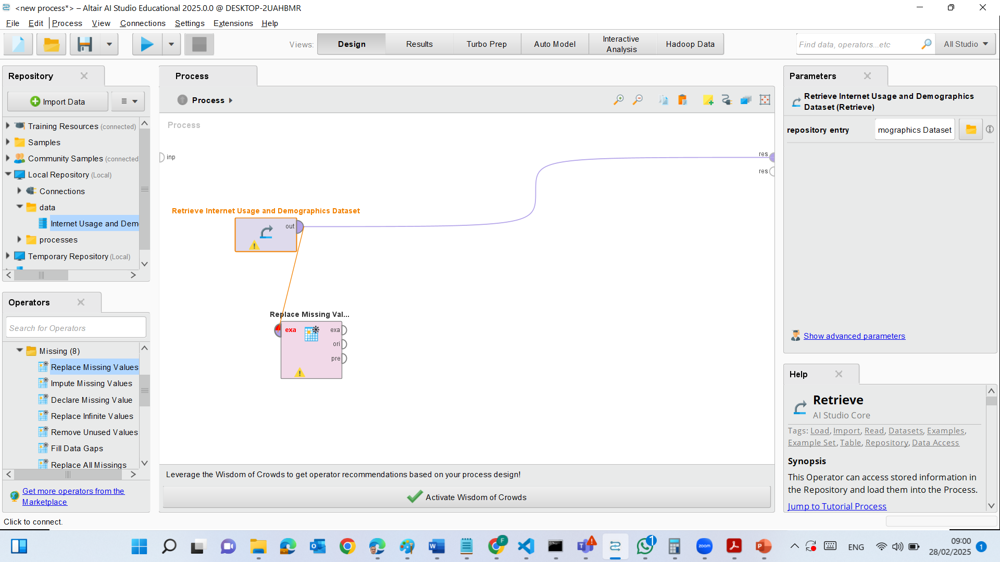 <new process*> – Altair AI Studio Educational 2025.0.0 @ DESKTOP-2UAHBMR
File Edit Process View Connections Settings Extensions Help
Views: Design Results Turbo Prep Auto Model Interactive Analysis Hadoop Data
Find data, operators...etc
All Studio
Repository
Import Data
Training Resources (connected)
Samples
Community Samples (connected
Local Repository (Local)
Connections
data
Internet Usage and Dem
processes
Temporary Repository (Local)
Operators
Search for Operators
Missing (8)
Replace Missing Values
Impute Missing Values
Declare Missing Value
Replace Infinite Values
Remove Unused Values
Fill Data Gaps
Replace All Missings
Get more operators from the
Marketplace
Click to connect.
Process
Process
Process
inp
res
res
Retrieve Internet Usage and Demographics Dataset
out
Replace Missing Val...
exa
exa
ori
pre
Leverage the Wisdom of Crowds to get operator recommendations based on your process design!
Activate Wisdom of Crowds
Parameters
Retrieve Internet Usage and Demographics
Dataset (Retrieve)
repository entry
mographics Dataset
Show advanced parameters
Help
Retrieve
AI Studio Core
Tags: Load, Import, Read, Datasets, Examples,
Example Set, Table, Repository, Data Access
Synopsis
This Operator can access stored information in
the Repository and load them into the Process.
Jump to Tutorial Process
F
zoom
1
ENG
09:00
28/02/2025
1